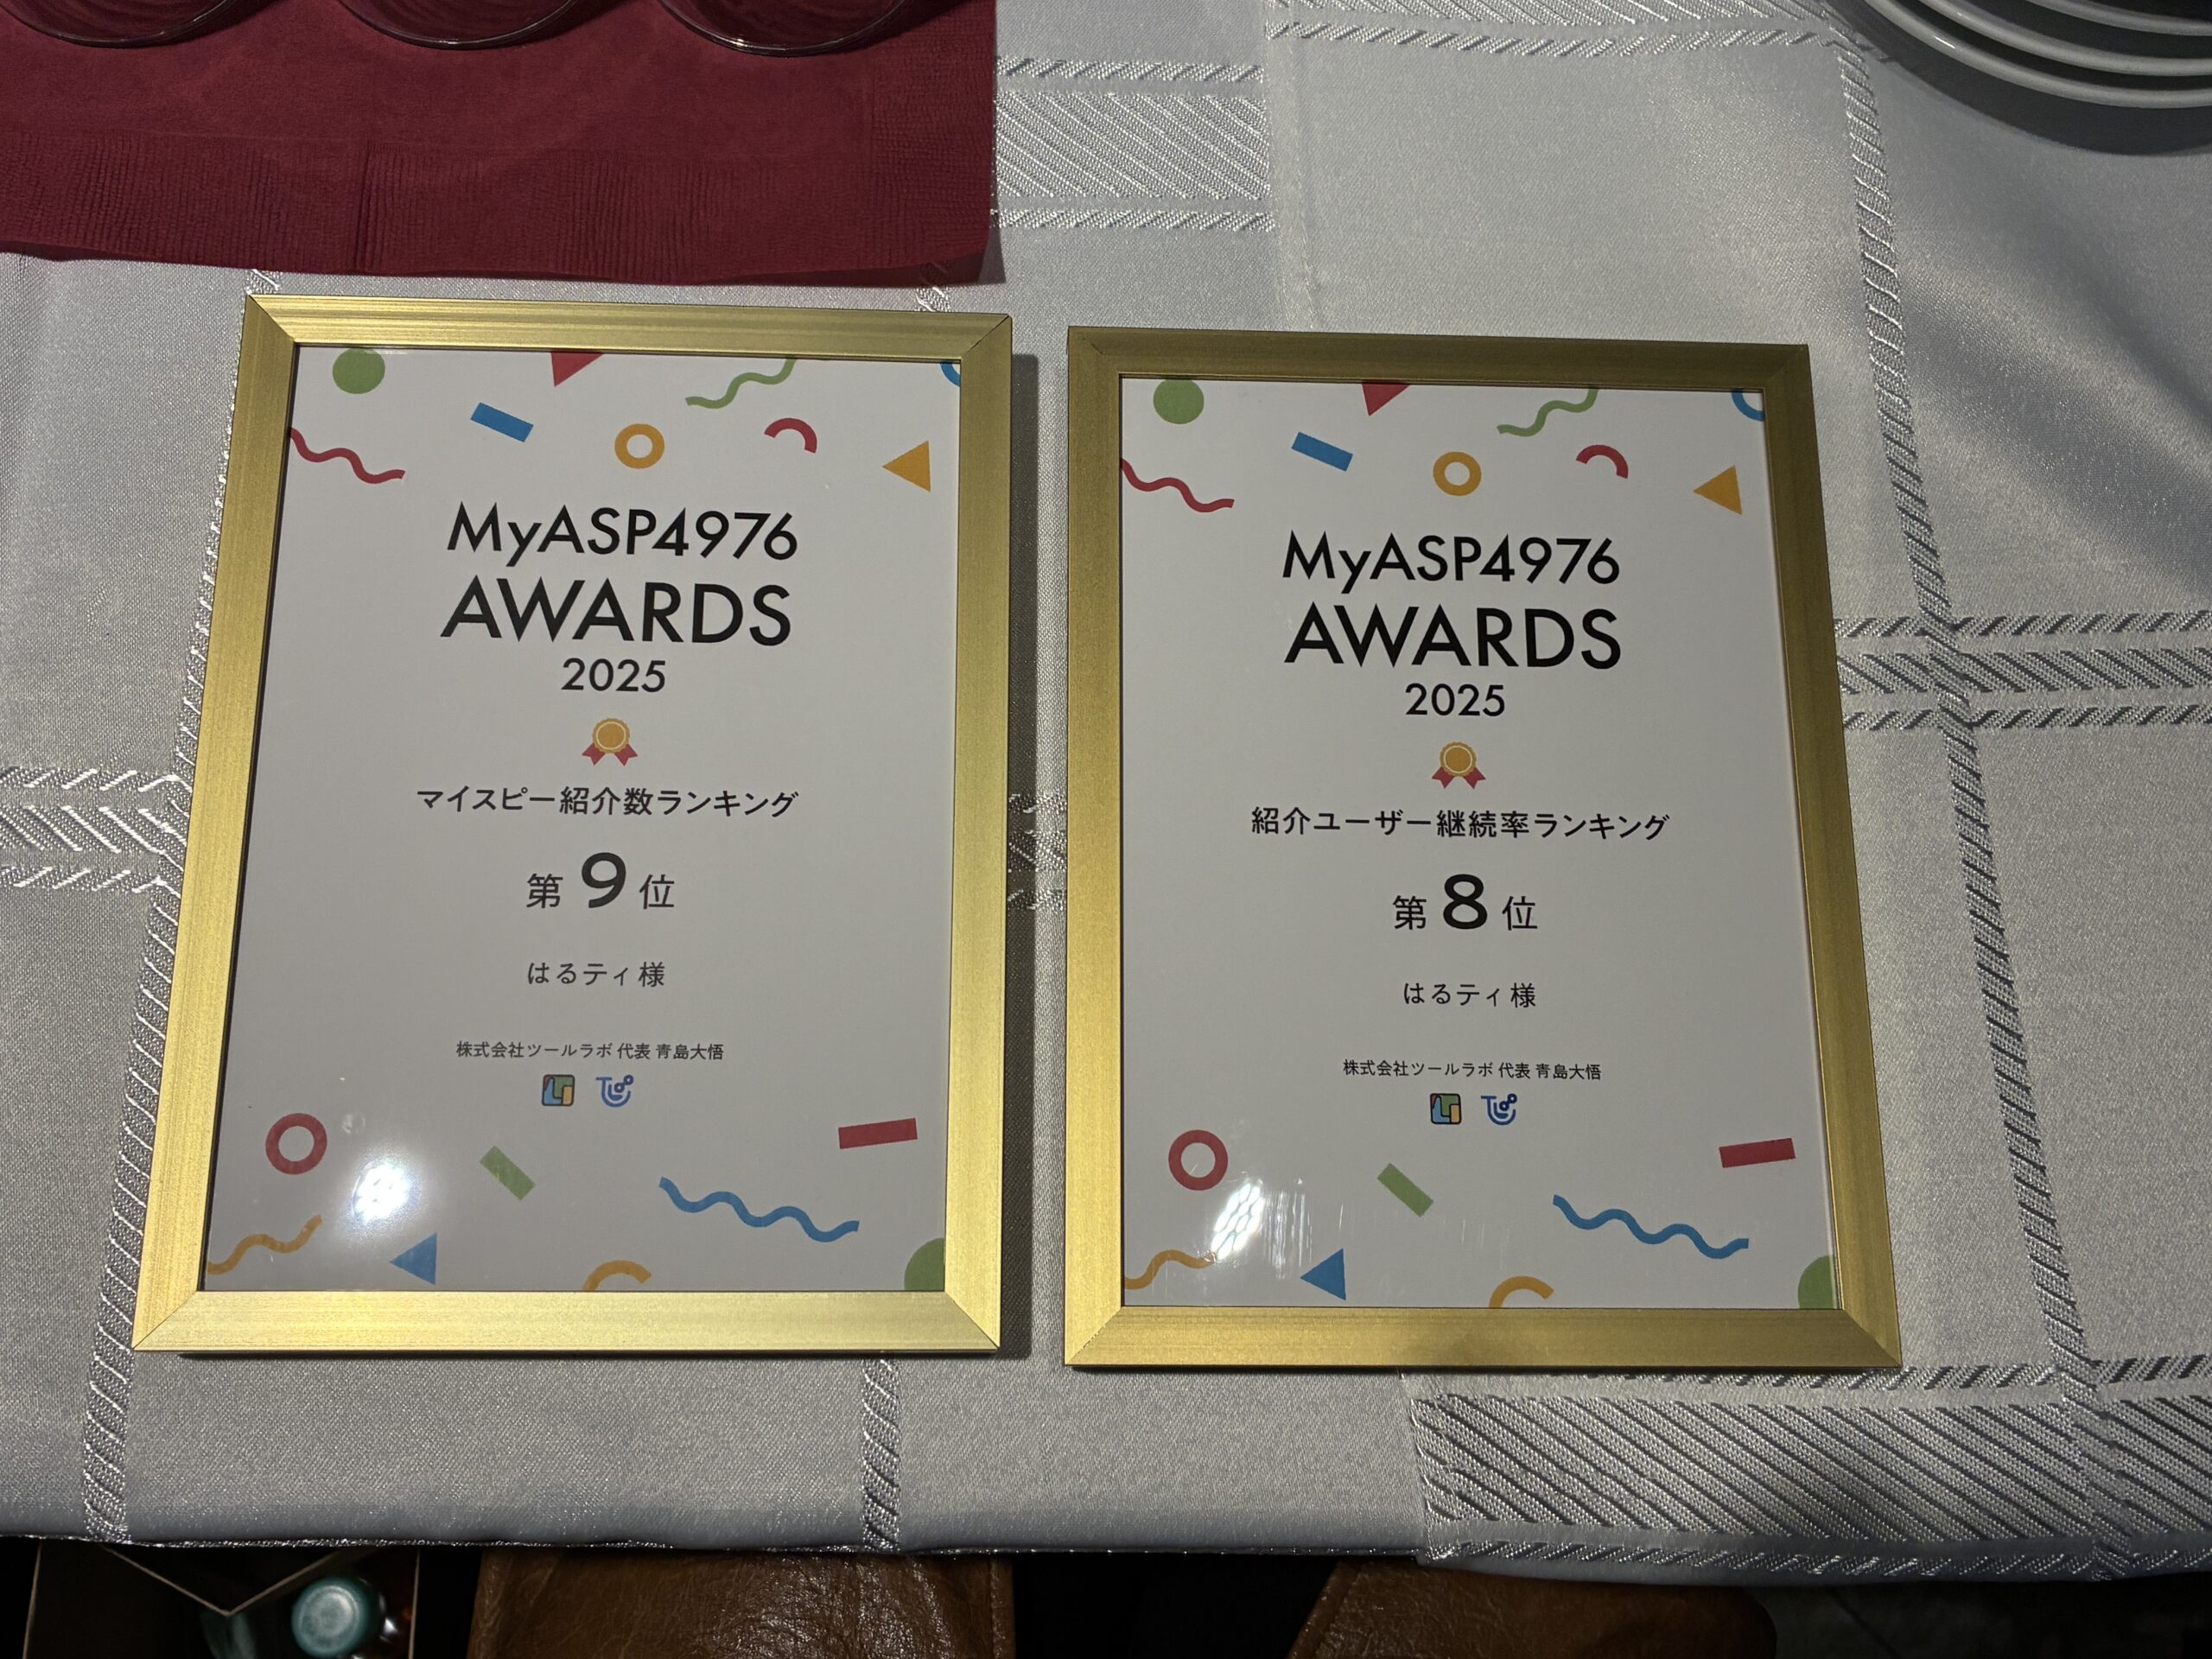 MyASP4976
AWARDS
2025
マイスピー紹介数ランキング
第 9 位
はるティ様
株式会社ツールラボ 代表 青島大悟
MyASP4976
AWARDS
2025
紹介ユーザー継続率ランキング
第 8 位
はるティ様
株式会社ツールラボ 代表 青島大悟